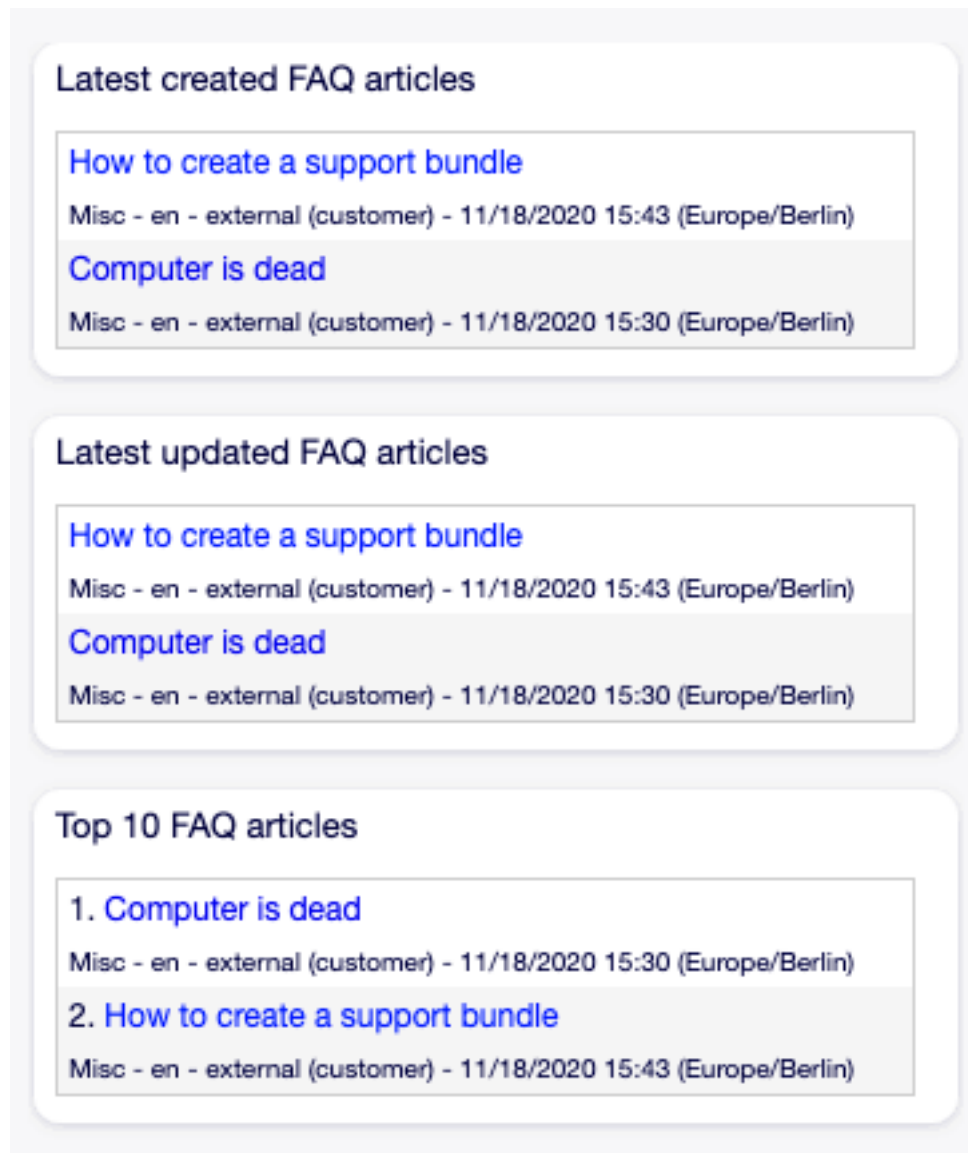 Latest created FAQ articles
How to create a support bundle
Misc - en - external (customer) - 11/18/2020 15:43 (Europe/Berlin)
Computer is dead
Misc - en - external (customer) - 11/18/2020 15:30 (Europe/Berlin)
Latest updated FAQ articles
How to create a support bundle
Misc - en - external (customer) - 11/18/2020 15:43 (Europe/Berlin)
Computer is dead
Misc - en - external (customer) - 11/18/2020 15:30 (Europe/Berlin)
Top 10 FAQ articles
1. Computer is dead
Misc - en - external (customer) - 11/18/2020 15:30 (Europe/Berlin)
2. How to create a support bundle
Misc - en - external (customer) - 11/18/2020 15:43 (Europe/Berlin)